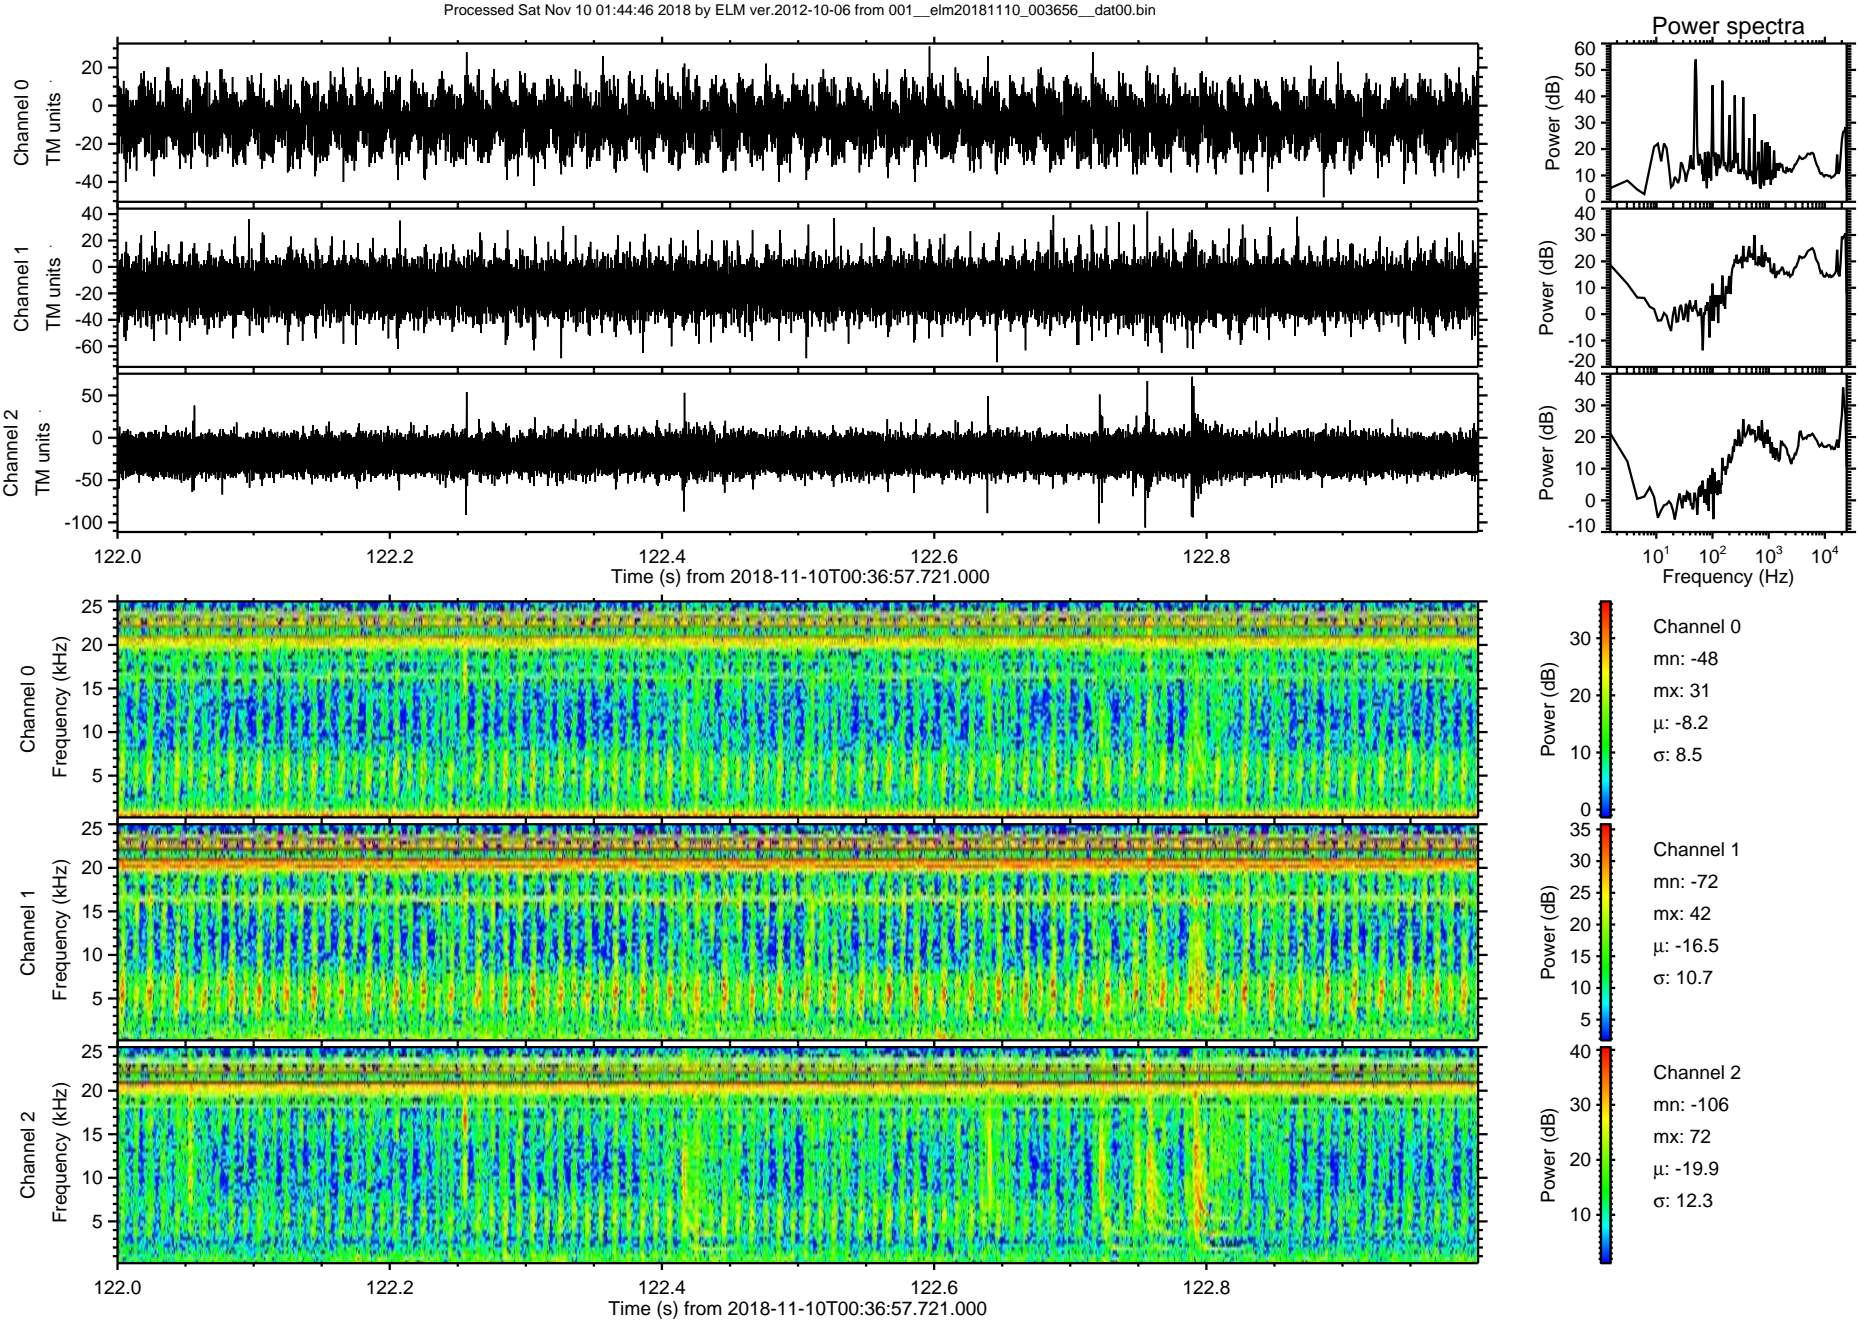 Processed Sat Nov 10 01:44:46 2018 by ELM ver.2012-10-06 from 001__elm20181110_003656__dat00.bin
Power spectra
Channel 0
TM units
20
0
-20
-40
Power (dB)
60
50
40
30
20
10
0
Channel 1
TM units
40
20
0
-20
-40
-60
Power (dB)
40
30
20
10
0
-10
-20
Channel 2
TM units
50
0
-50
-100
Power (dB)
40
30
20
10
0
-10
122.0 122.2 122.4 122.6 122.8
Time (s) from 2018-11-10T00:36:57.721.000
10^1 10^2 10^3 10^4
Frequency (Hz)
Channel 0
Frequency (kHz)
25
20
15
10
5
Power (dB)
30
20
10
0
Channel 0
mn: -48
mx: 31
μ: -8.2
σ: 8.5
Channel 1
Frequency (kHz)
25
20
15
10
5
Power (dB)
35
30
25
20
15
10
5
Channel 1
mn: -72
mx: 42
μ: -16.5
σ: 10.7
Channel 2
Frequency (kHz)
25
20
15
10
5
Power (dB)
40
30
20
10
Channel 2
mn: -106
mx: 72
μ: -19.9
σ: 12.3
122.0 122.2 122.4 122.6 122.8
Time (s) from 2018-11-10T00:36:57.721.000